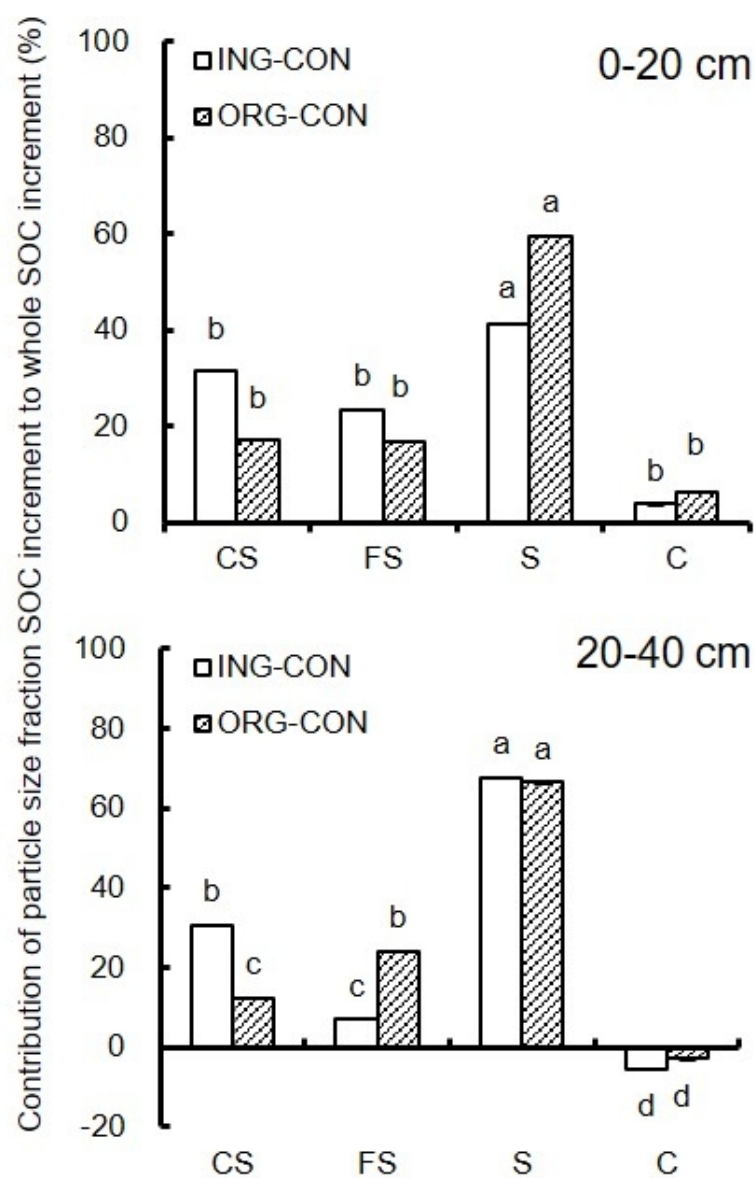 Contribution of particle size fraction SOC increment to whole SOC increment (%)
100
80
60
40
20
0
ING-CON
ORG-CON
0-20 cm
b
b
b
b
a
a
b
b
CS
FS
S
C
100
80
60
40
20
0
-20
ING-CON
ORG-CON
20-40 cm
b
c
c
b
a
a
d
d
CS
FS
S
C